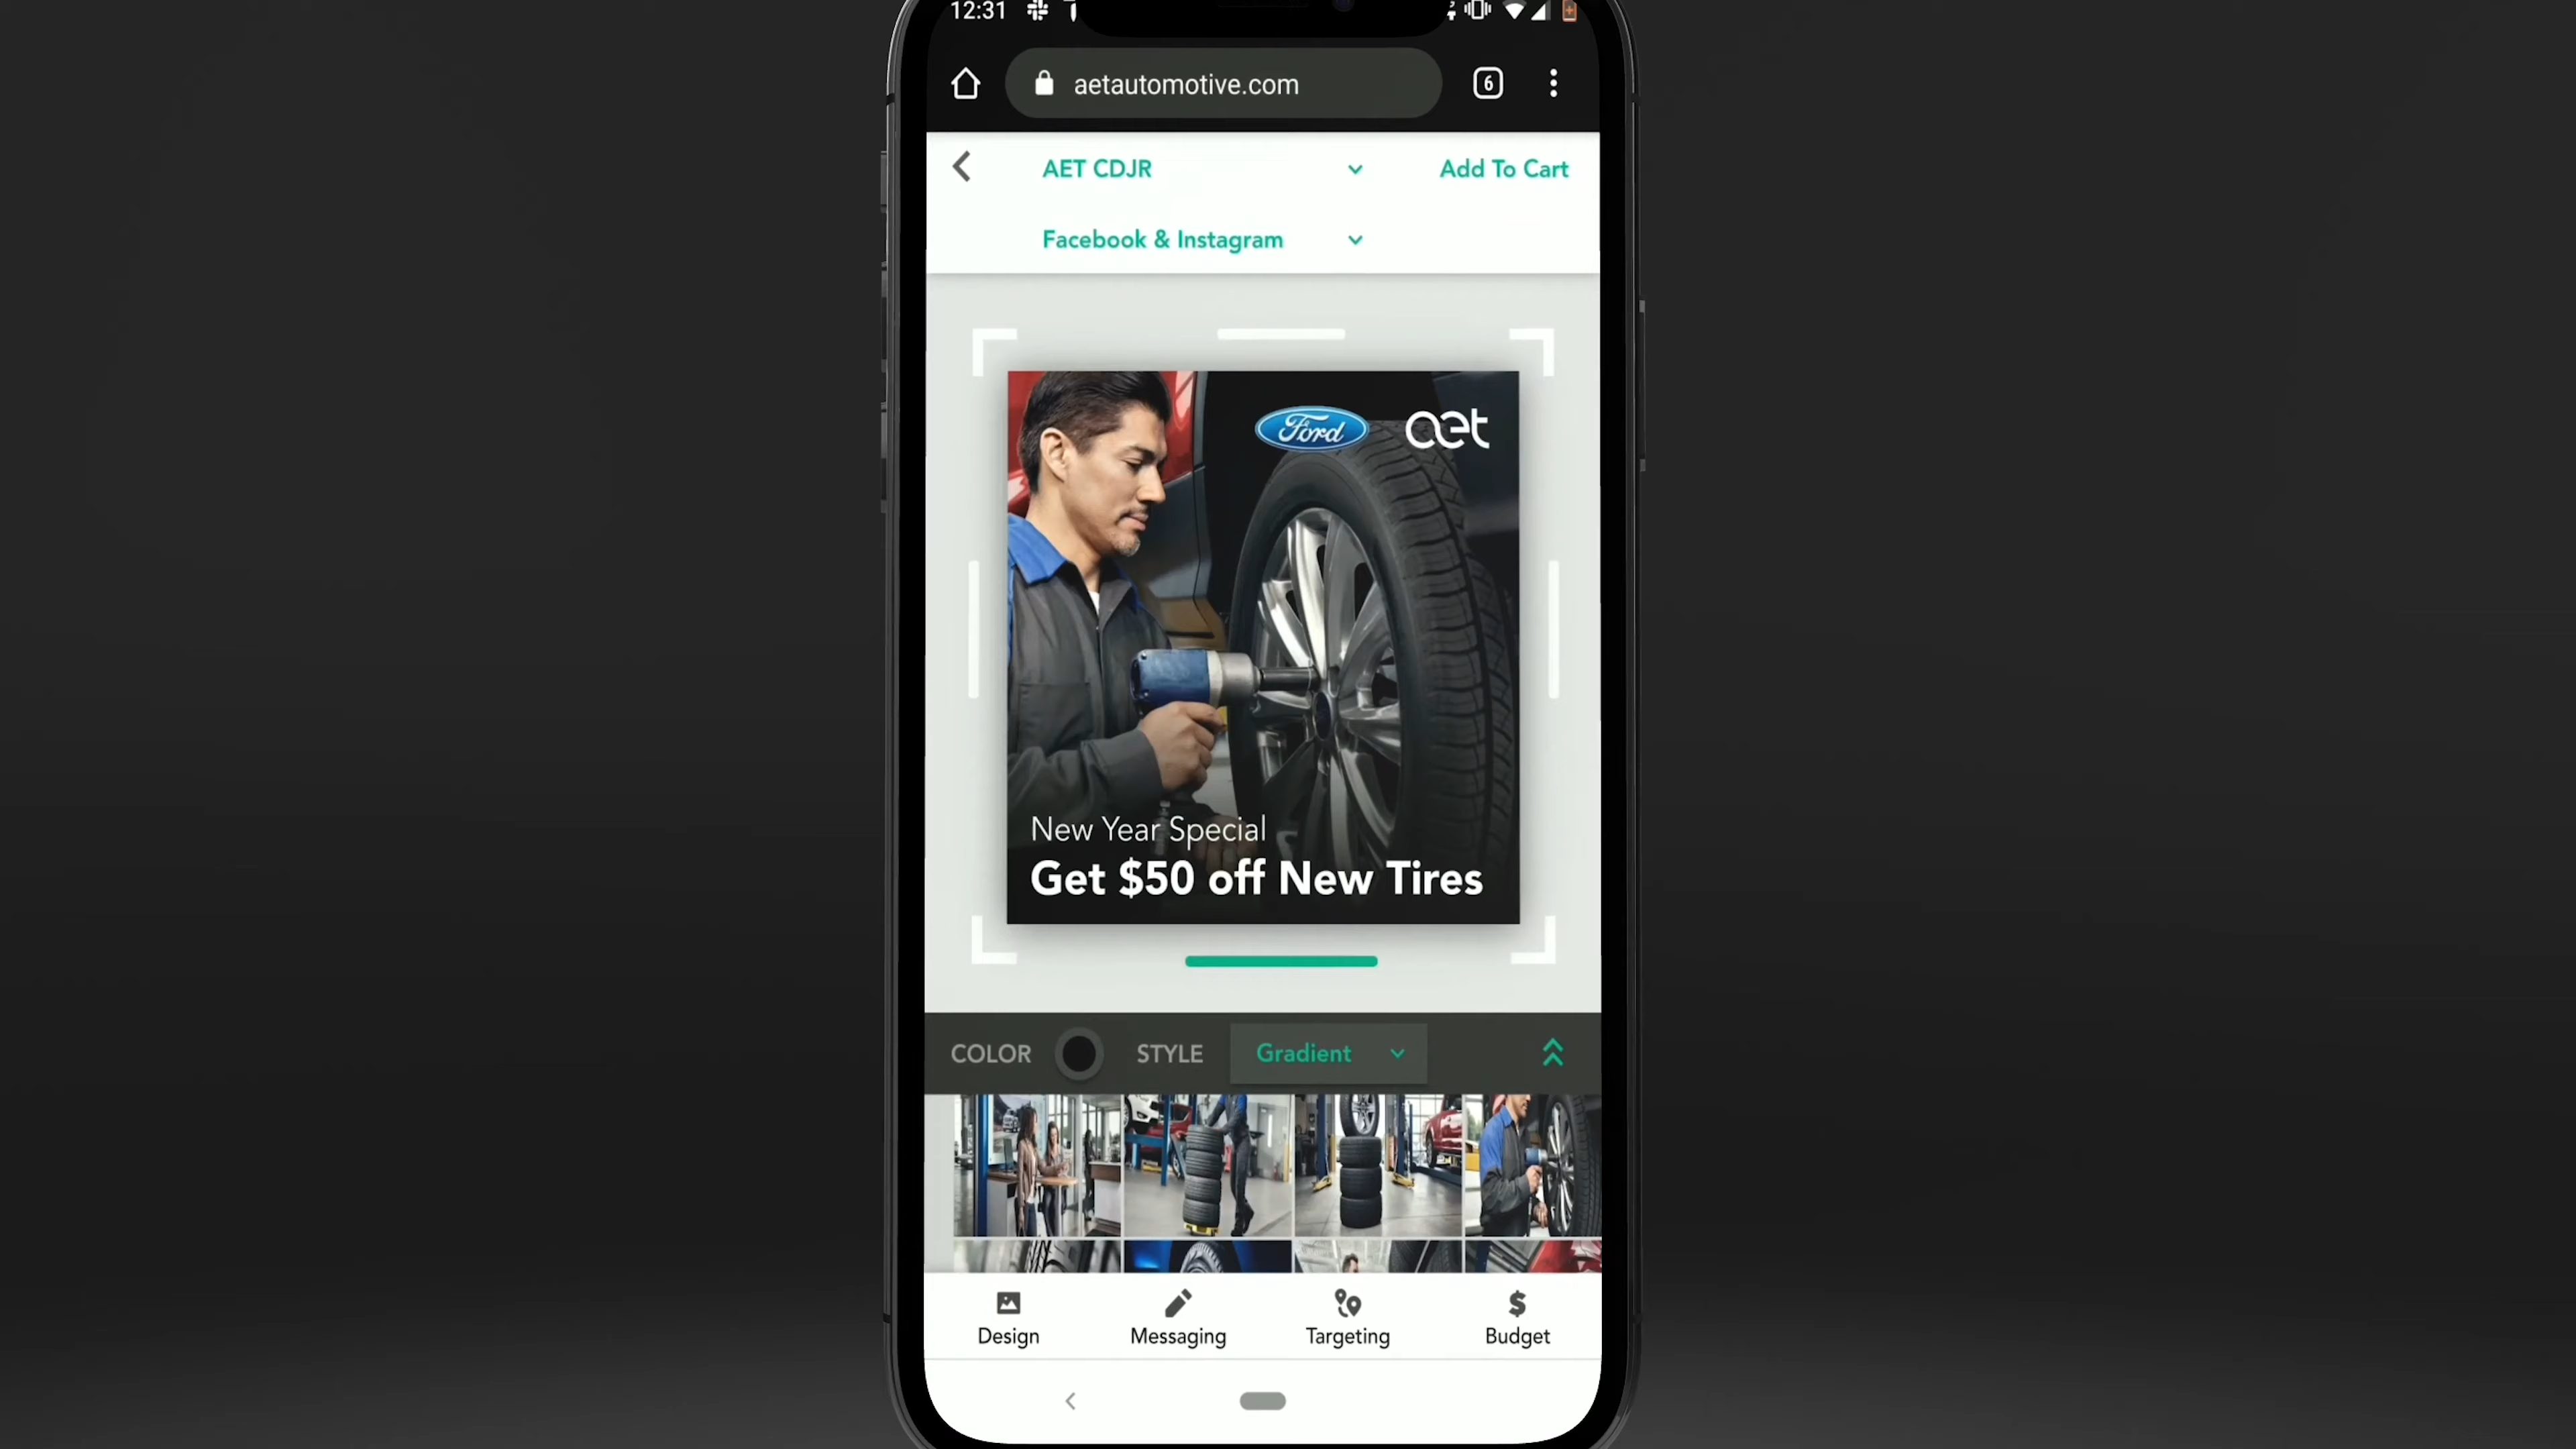 12:31
aetautomotive.com
6
AET CDJR
Add To Cart
Facebook & Instagram
Ford
aet
New Year Special
Get $50 off New Tires
COLOR
STYLE
Gradient
Design
Messaging
Targeting
Budget